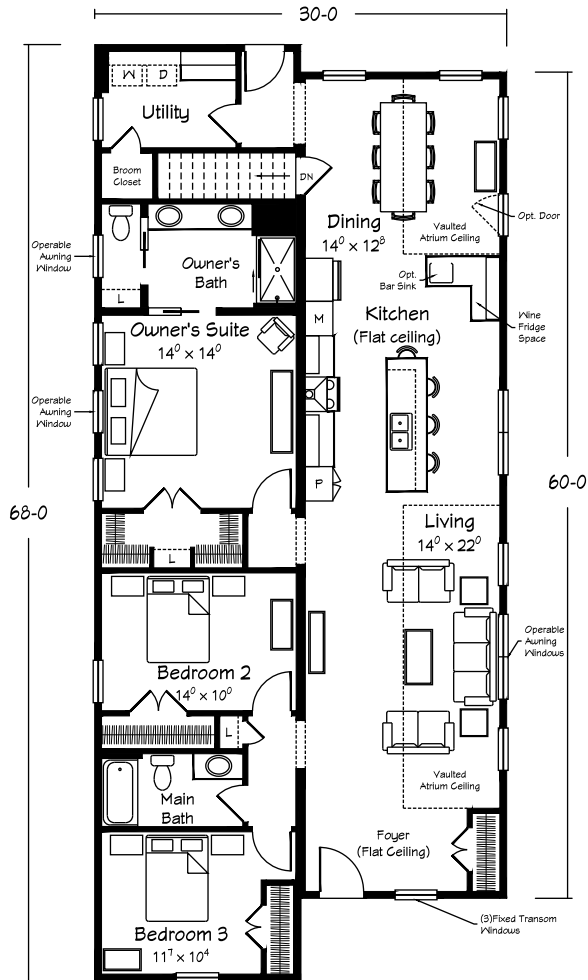 30-0
W D
Utility
Broom
Closet
DN
Dining
14⁰ × 12⁸
Opt. Door
Vaulted
Atrium Ceiling
Operable
Awning
Window
Owner's
Bath
L
Opt.
Bar Sink
M
Kitchen
(Flat ceiling)
Wine
Fridge
Space
Owner's Suite
14⁰ × 14⁰
Operable
Awning
Window
P
68-0
60-0
Living
14⁰ × 22⁰
L
Operable
Awning
Windows
Bedroom 2
14⁰ × 10⁰
L
Vaulted
Atrium Ceiling
Main
Bath
Foyer
(Flat Ceiling)
(3)Fixed Transom
Windows
Bedroom 3
11⁷ × 10⁴